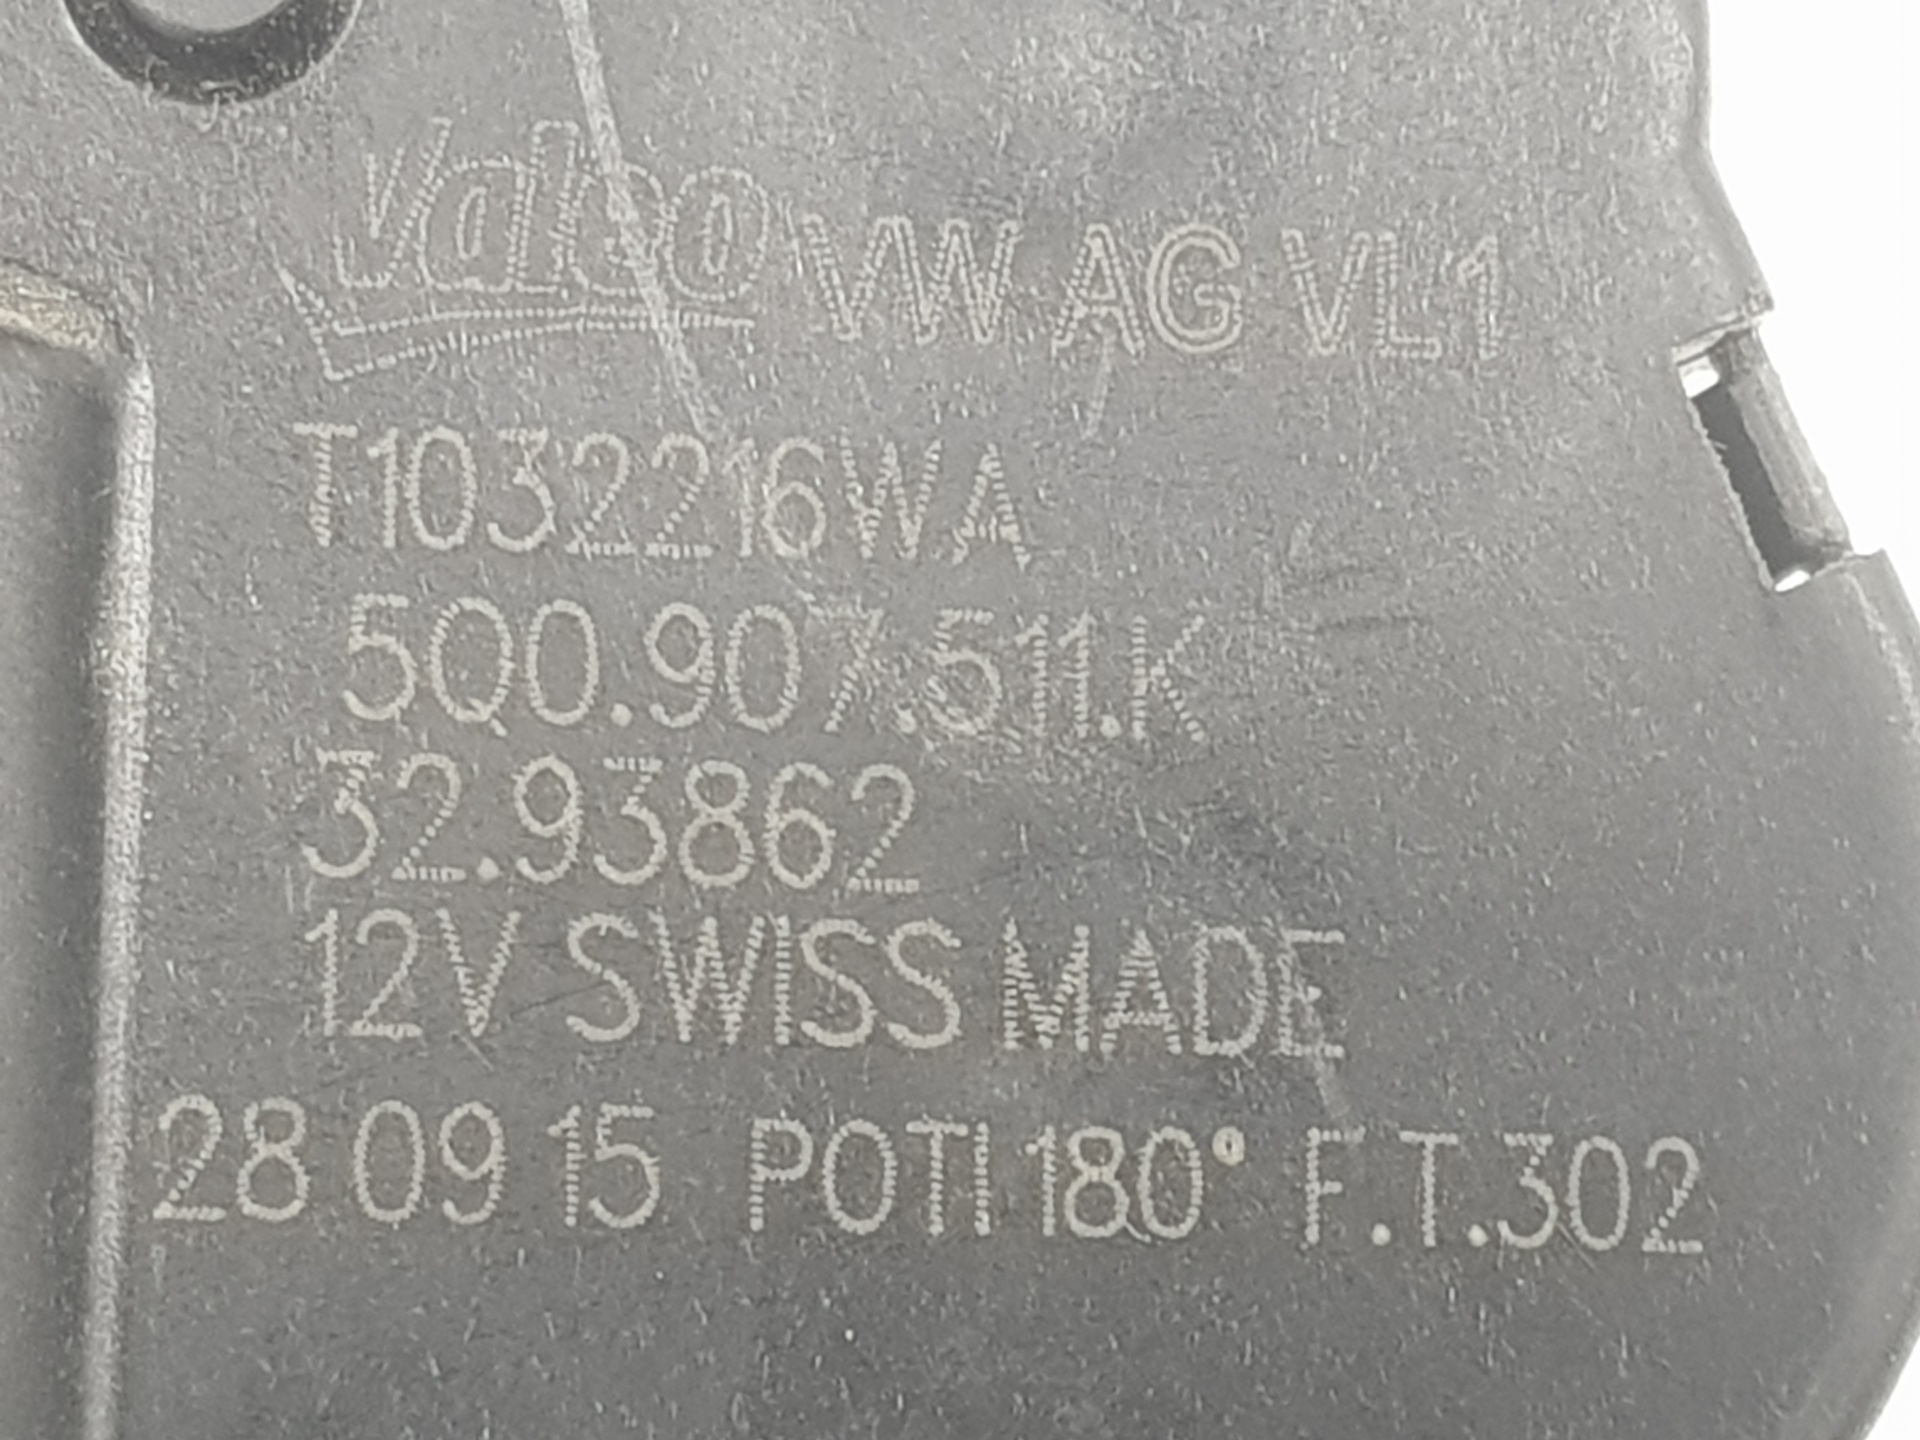 Valeo VW AG VL1
T1032216WA
5Q0.907.511.K
32.93862
12V SWISS MADE
28 09 15 POTI 180° F.T.302